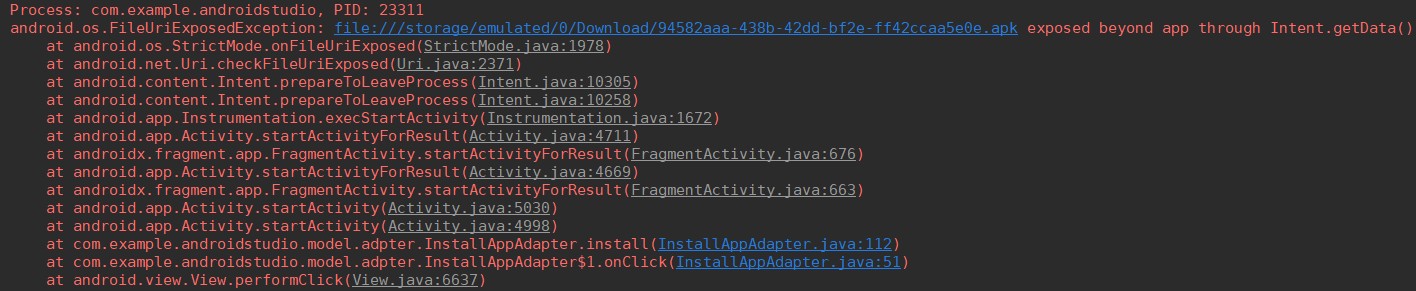 Process: com.example.androidstudio, PID: 23311
android.os.FileUriExposedException: file:///storage/emulated/0/Download/94582aaa-438b-42dd-bf2e-ff42ccaa5e0e.apk exposed beyond app through Intent.getData()
at android.os.StrictMode.onFileUriExposed(StrictMode.java:1978)
at android.net.Uri.checkFileUriExposed(Uri.java:2371)
at android.content.Intent.prepareToLeaveProcess(Intent.java:10305)
at android.content.Intent.prepareToLeaveProcess(Intent.java:10258)
at android.app.Instrumentation.execStartActivity(Instrumentation.java:1672)
at android.app.Activity.startActivityForResult(Activity.java:4711)
at androidx.fragment.app.FragmentActivity.startActivityForResult(FragmentActivity.java:676)
at android.app.Activity.startActivityForResult(Activity.java:4669)
at androidx.fragment.app.FragmentActivity.startActivityForResult(FragmentActivity.java:663)
at android.app.Activity.startActivity(Activity.java:5030)
at android.app.Activity.startActivity(Activity.java:4998)
at com.example.androidstudio.model.adpter.InstallAppAdapter.install(InstallAppAdapter.java:112)
at com.example.androidstudio.model.adpter.InstallAppAdapter$1.onClick(InstallAppAdapter.java:51)
at android.view.View.performClick(View.java:6637)